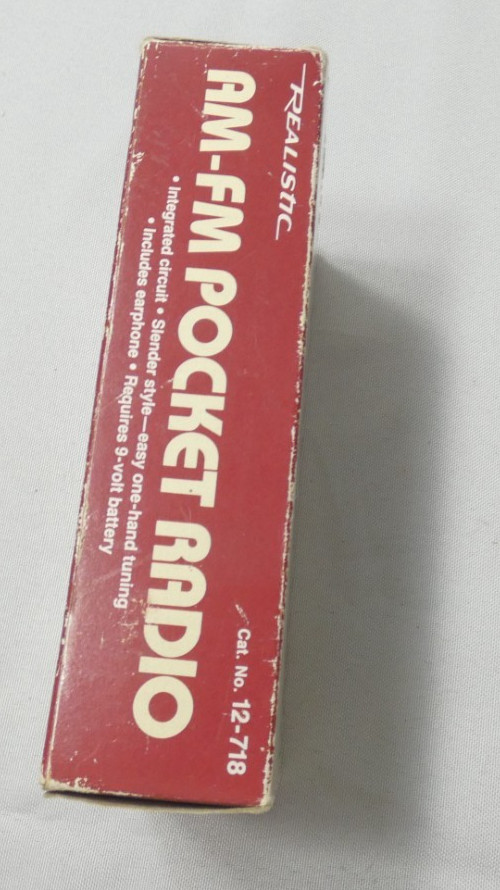 REALISTIC
AM-FM POCKET RADIO
• Integrated circuit • Slender style—easy one-hand tuning
• Includes earphone • Requires 9-volt battery
Cat. No. 12-718